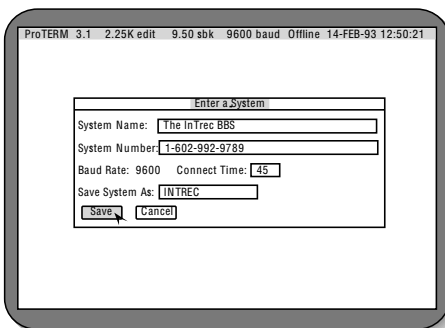 ProTERM 3.1 2.25K edit 9.50 sbk 9600 baud Offline 14-FEB-93 12:50:21
Enter a System
System Name: The InTrec BBS
System Number: 1-602-992-9789
Baud Rate: 9600 Connect Time: 45
Save System As: INTREC
Save Cancel